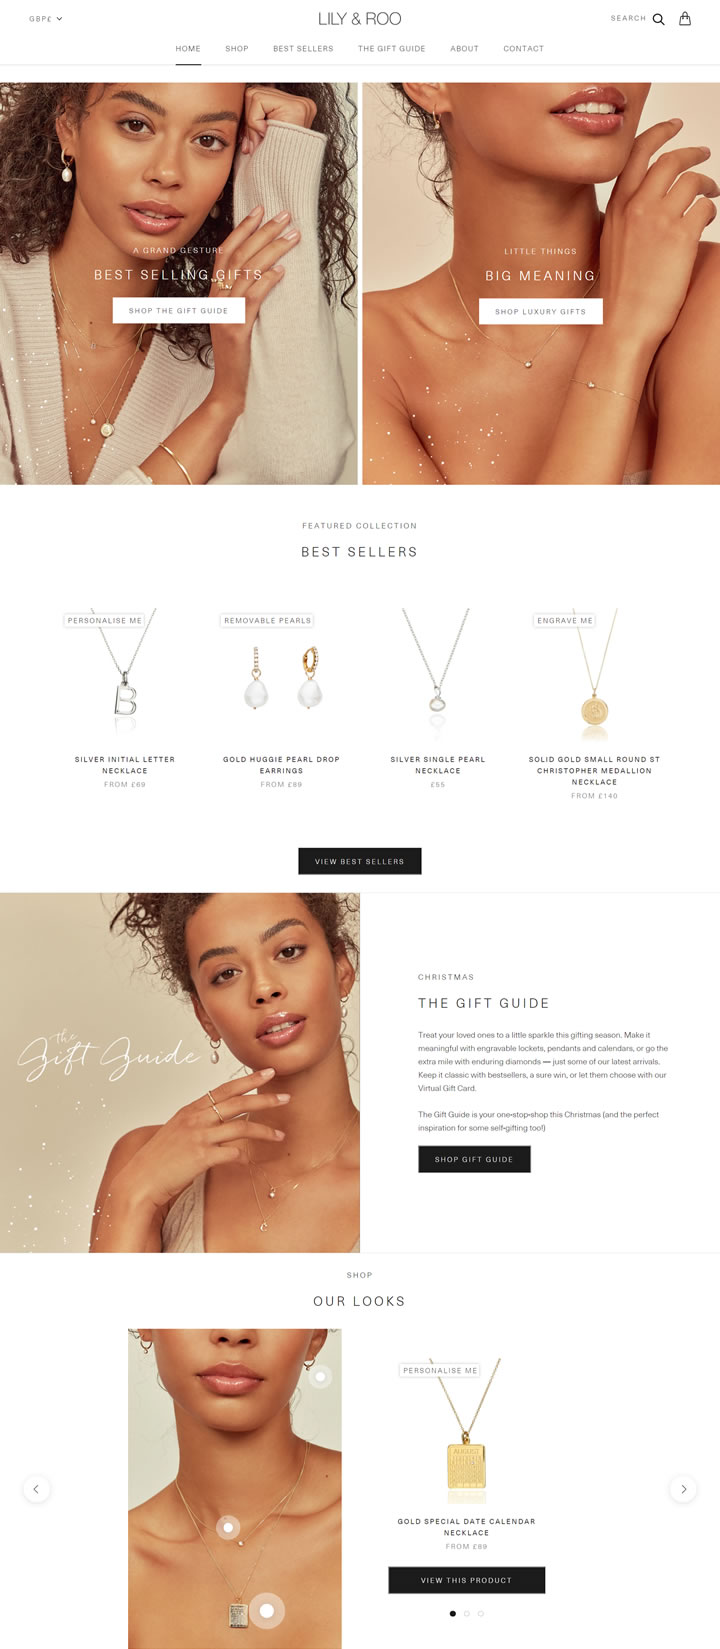 GBP£
LILY & ROO
SEARCH
HOME
SHOP
BEST SELLERS
THE GIFT GUIDE
ABOUT
CONTACT
A GRAND GESTURE
BEST SELLING GIFTS
SHOP THE GIFT GUIDE
LITTLE THINGS
BIG MEANING
SHOP LUXURY GIFTS
FEATURED COLLECTION
BEST SELLERS
PERSONALISE ME
SILVER INITIAL LETTER
NECKLACE
FROM £69
REMOVABLE PEARLS
GOLD HUGGIE PEARL DROP
EARRINGS
FROM £89
SILVER SINGLE PEARL
NECKLACE
£55
ENGRAVE ME
SOLID GOLD SMALL ROUND ST
CHRISTOPHER MEDALLION
NECKLACE
FROM £140
VIEW BEST SELLERS
the
Gift Guide
CHRISTMAS
THE GIFT GUIDE
Treat your loved ones to a little sparkle this gifting season. Make it
meaningful with engravable lockets, pendants and calendars, or go the
extra mile with enduring diamonds — just some of our latest arrivals.
Keep it classic with bestsellers, a sure win, or let them choose with our
Virtual Gift Card.
The Gift Guide is your one-stop-shop this Christmas (and the perfect
inspiration for some self-gifting too!)
SHOP GIFT GUIDE
SHOP
OUR LOOKS
PERSONALISE ME
AUGUST
GOLD SPECIAL DATE CALENDAR
NECKLACE
FROM £89
VIEW THIS PRODUCT